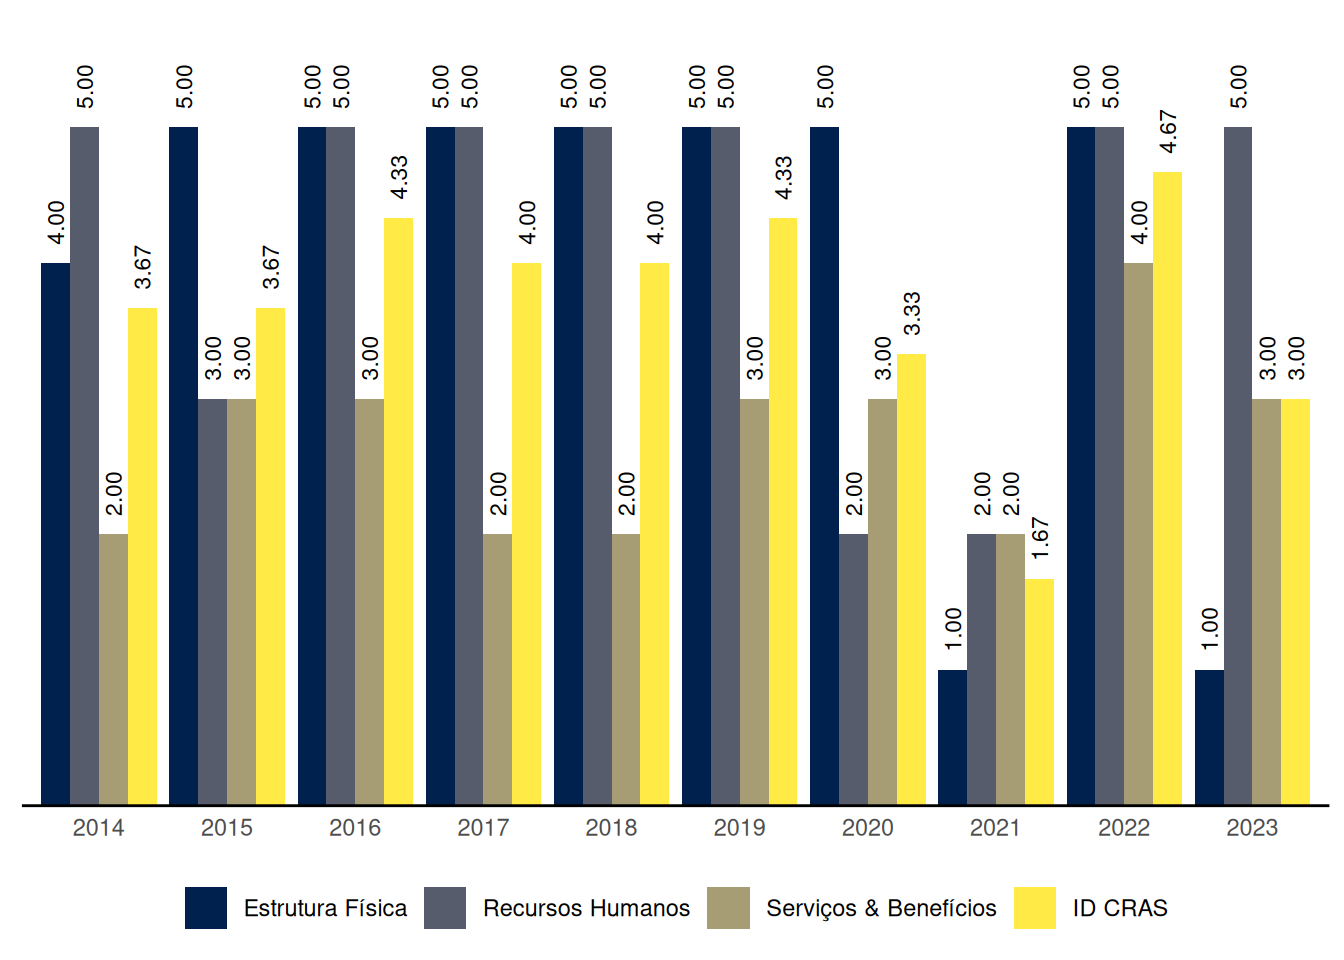 4.00 5.00 2.00 3.67
5.00 3.00 3.00 3.67
5.00 5.00 3.00 4.33
5.00 5.00 2.00 4.00
5.00 5.00 2.00 4.00
5.00 5.00 3.00 4.33
5.00 2.00 3.00 3.33
1.00 2.00 2.00 1.67
5.00 5.00 4.00 4.67
1.00 5.00 3.00 3.00
2014 2015 2016 2017 2018 2019 2020 2021 2022 2023
Estrutura Física Recursos Humanos Serviços & Benefícios ID CRAS